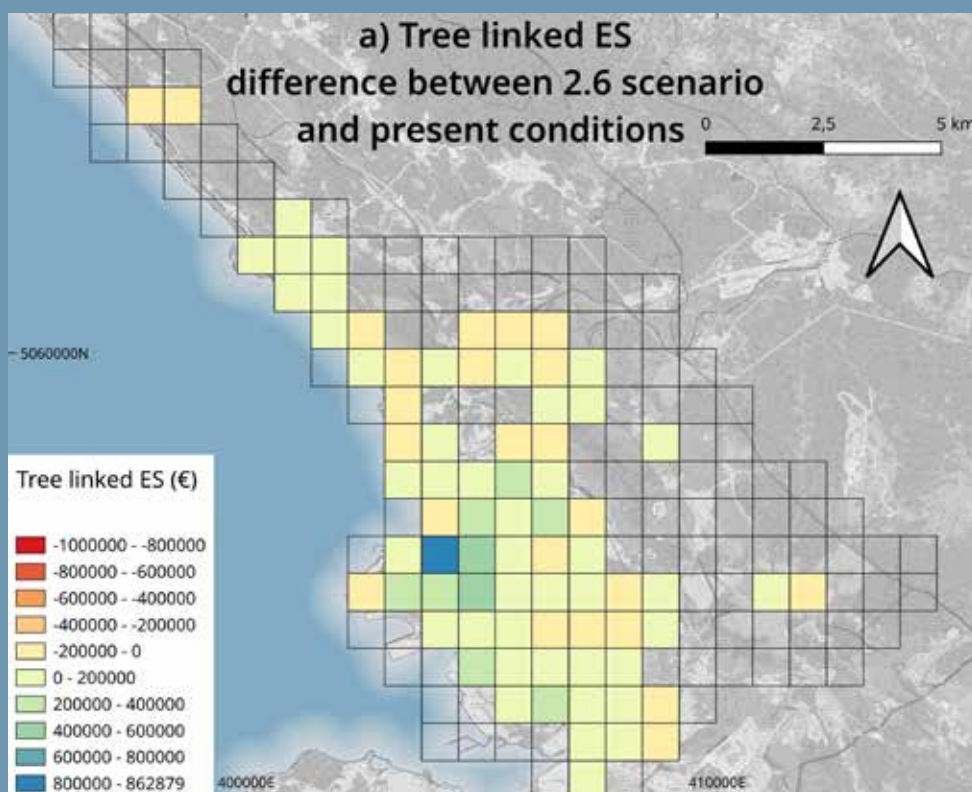 a) Tree linked ES
difference between 2.6 scenario
and present conditions
0 2,5 5 km
5060000N
Tree linked ES (€)
-1000000 - -800000
-800000 - -600000
-600000 - -400000
-400000 - -200000
-200000 - 0
0 - 200000
200000 - 400000
400000 - 600000
600000 - 800000
800000 - 862879
400000E
410000E